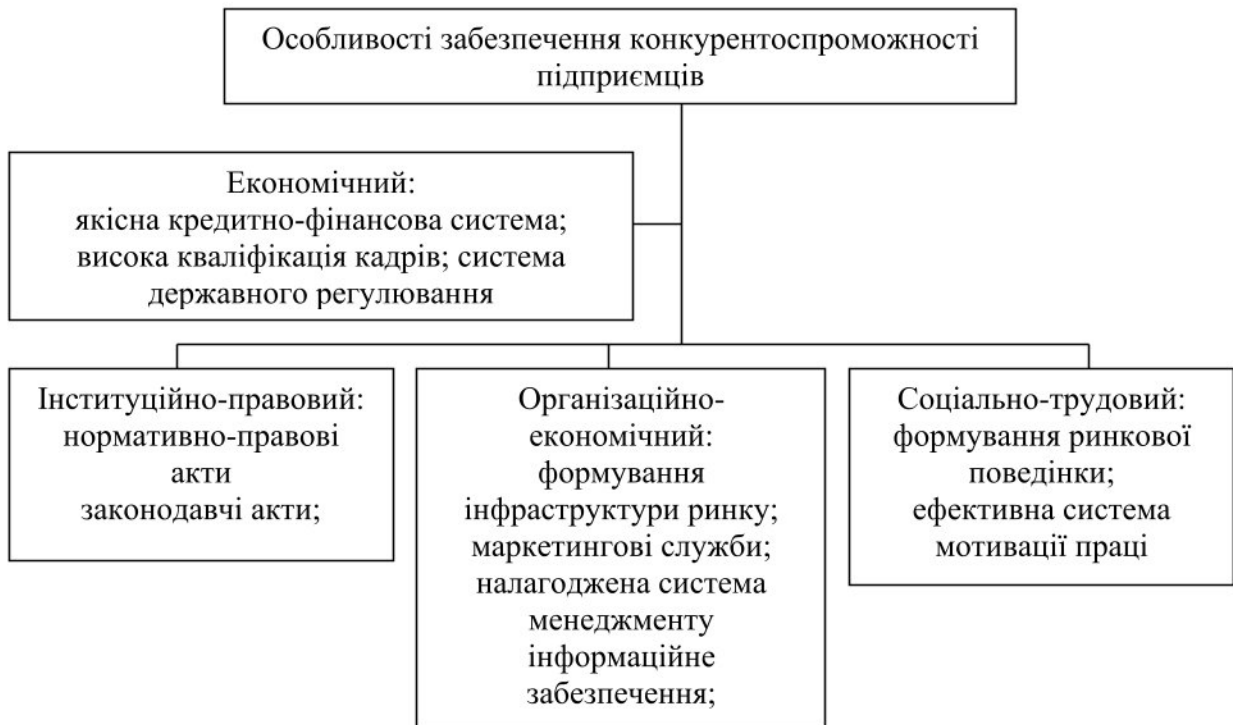 Особливості забезпечення конкурентоспроможності
підприємців
Економічний:
якісна кредитно-фінансова система;
висока кваліфікація кадрів; система
державного регулювання
Інституційно-правовий:
нормативно-правові
акти
законодавчі акти;
Організаційно-
економічний:
формування
інфраструктури ринку;
маркетингові служби;
налагоджена система
менеджменту
інформаційне
забезпечення;
Соціально-трудовий:
формування ринкової
поведінки;
ефективна система
мотивації праці